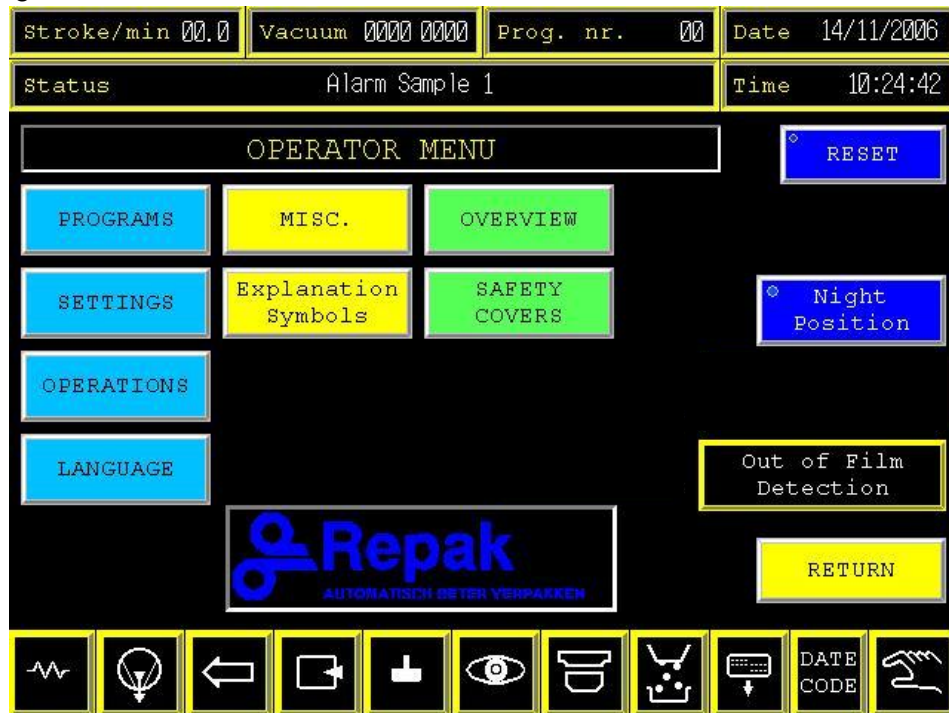 Stroke/min 00.0 Vacuum 0000 0000 Prog. nr. 00 Date 14/11/2006
Status Alarm Sample 1 Time 10:24:42
OPERATOR MENU
RESET
PROGRAMS MISC. OVERVIEW
SETTINGS
Explanation
Symbols
SAFETY
COVERS
Night
Position
OPERATIONS
LANGUAGE
Out of Film
Detection
Repak
AUTOMATISCH BETER VERPAKKEN
RETURN
DATE
CODE